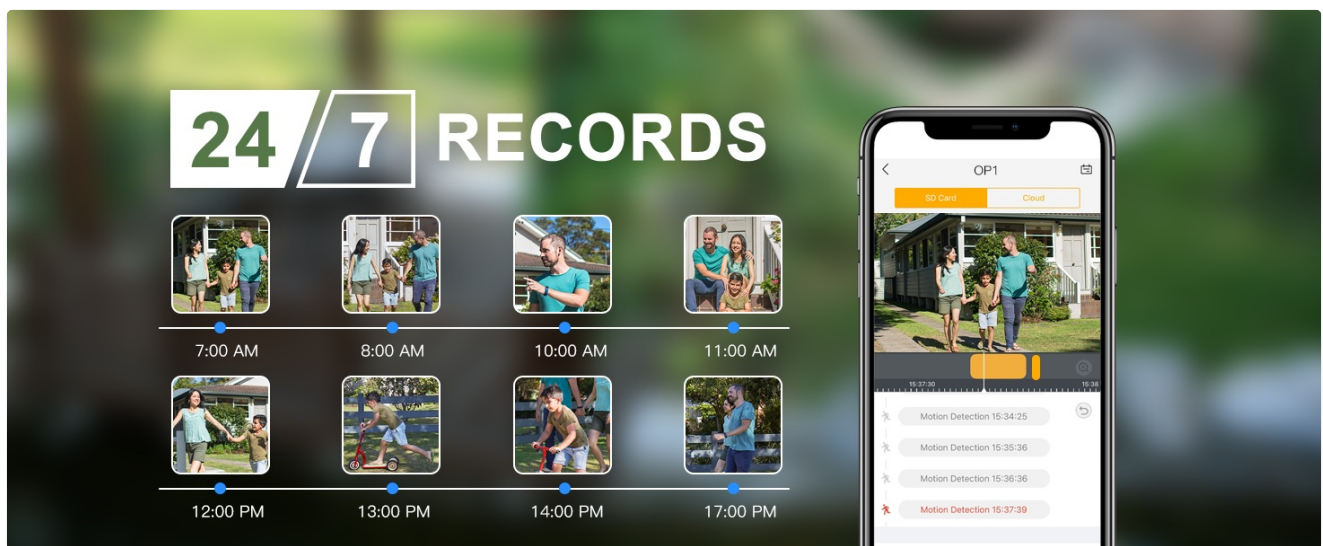 24/7 RECORDS
7:00 AM
8:00 AM
10:00 AM
11:00 AM
12:00 PM
13:00 PM
14:00 PM
17:00 PM
OP1
SD Card
Cloud
15:37:30
15:38
Motion Detection 15:34:25
Motion Detection 15:35:36
Motion Detection 15:36:36
Motion Detection 15:37:39